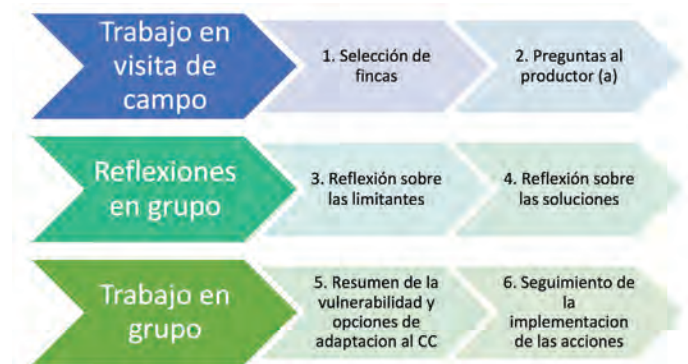 Trabajo en
visita de
campo
1. Selección de
fincas
2. Preguntas al
productor (a)
Reflexiones
en grupo
3. Reflexión sobre
las limitantes
4. Reflexión sobre
las soluciones
Trabajo en
grupo
5. Resumen de la
vulnerabilidad y
opciones de
adaptacion al CC
6. Seguimiento de
la
implementacion
de las acciones